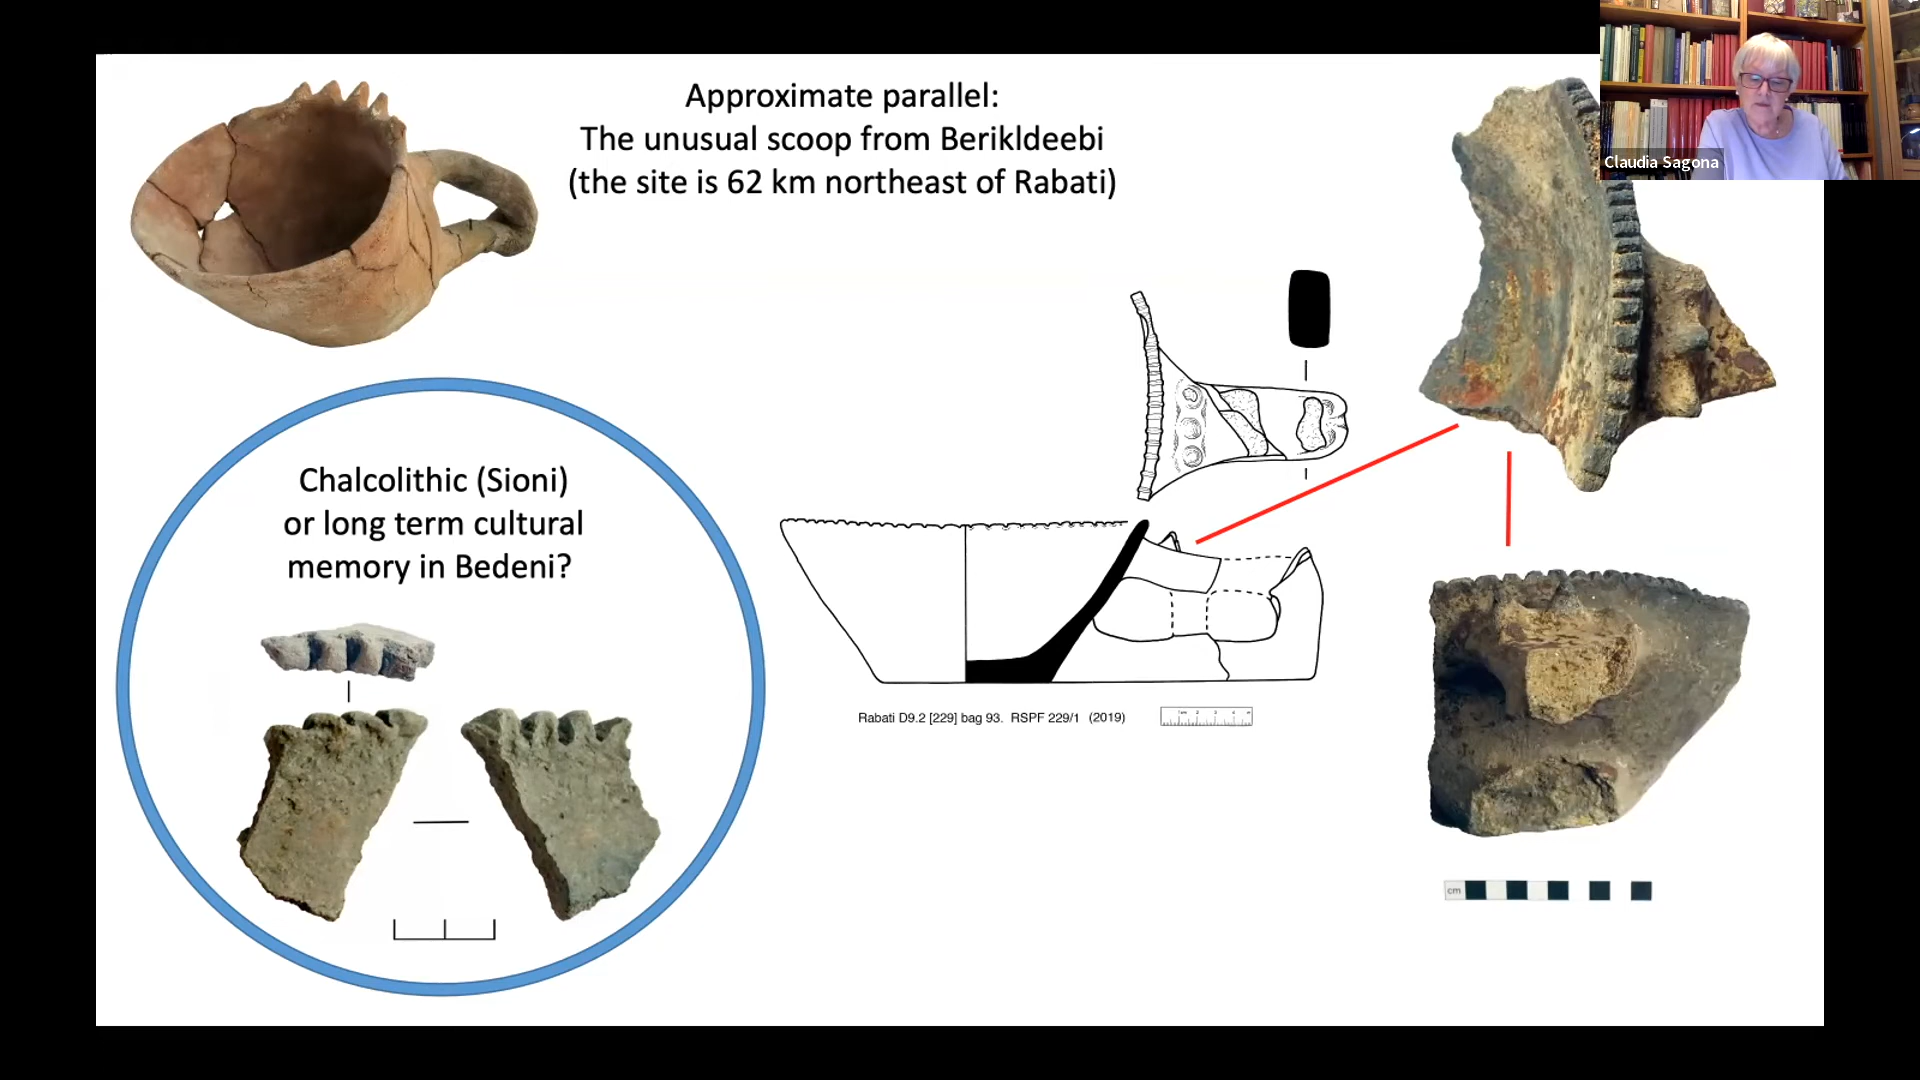 Approximate parallel:
The unusual scoop from Berikldeebi
(the site is 62 km northeast of Rabati)
Claudia Sagona
Chalcolithic (Sioni)
or long term cultural
memory in Bedeni?
Rabati D9.2 [229] bag 93. RSPF 229/1 (2019)
cm